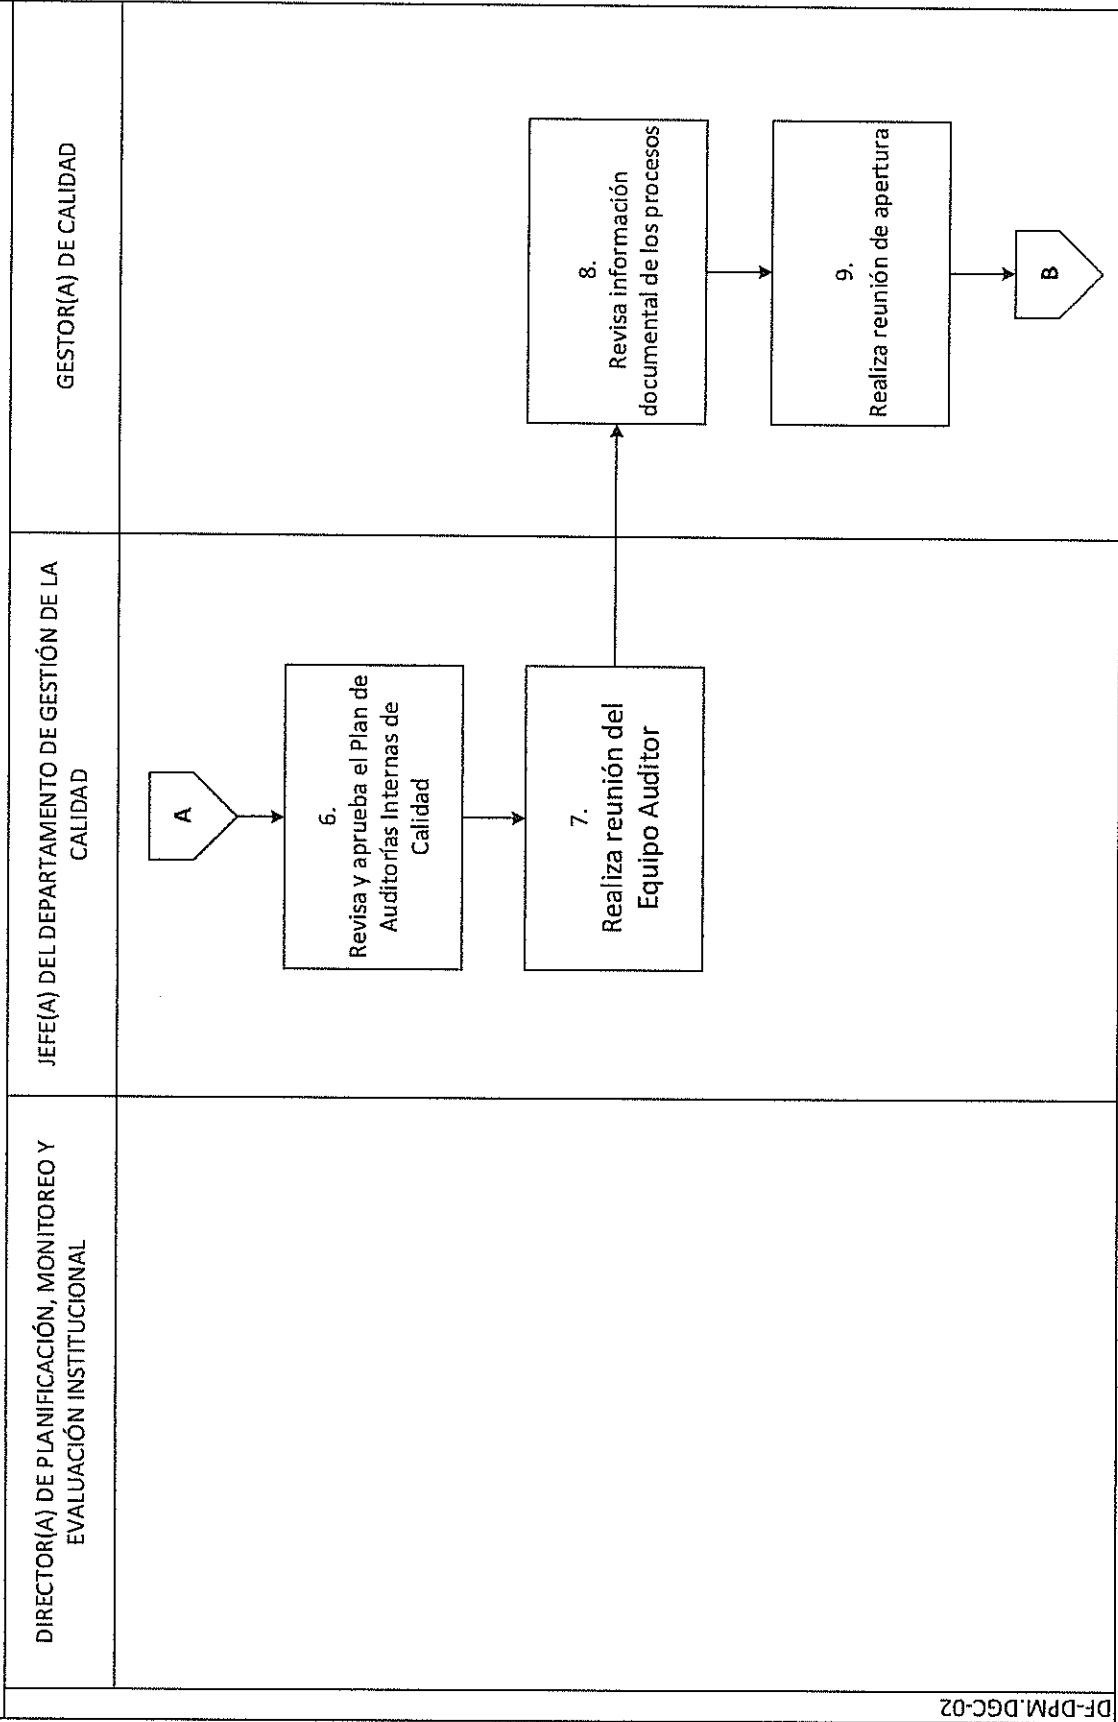 DIRECTOR(A) DE PLANIFICACIÓN, MONITOREO Y
EVALUACIÓN INSTITUCIONAL
JEFE(A) DEL DEPARTAMENTO DE GESTIÓN DE LA
CALIDAD
GESTOR(A) DE CALIDAD
A
6.
Revisa y aprueba el Plan de
Auditorías Internas de
Calidad
7.
Realiza reunión del
Equipo Auditor
8.
Revisa información
documental de los procesos
9.
Realiza reunión de apertura
B
DF-DPM.DGC-02